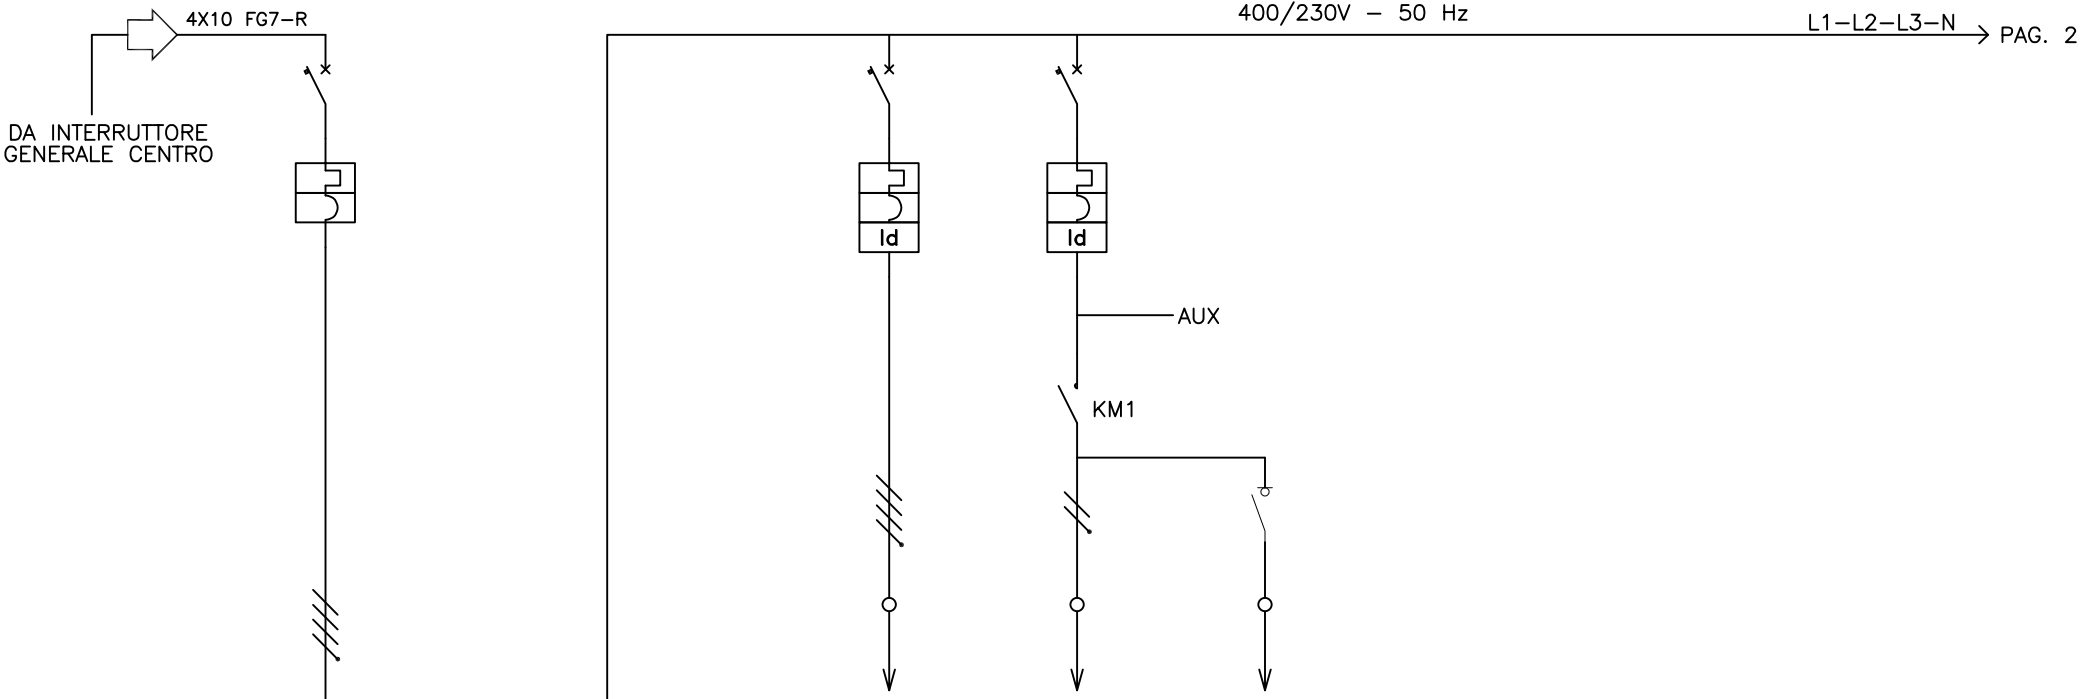 4X10 FG7-R
400/230V - 50 Hz
L1-L2-L3-N
PAG. 2
DA INTERRUTTORE
GENERALE CENTRO
Id
Id
AUX
KM1